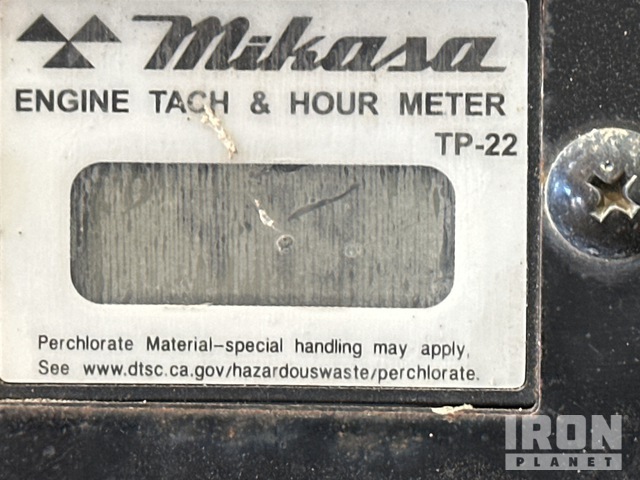 Mikasa
ENGINE TACH & HOUR METER
TP-22
Perchlorate Material-special handling may apply,
See www.dtsc.ca.gov/hazardouswaste/perchlorate.
IRON
PLANET